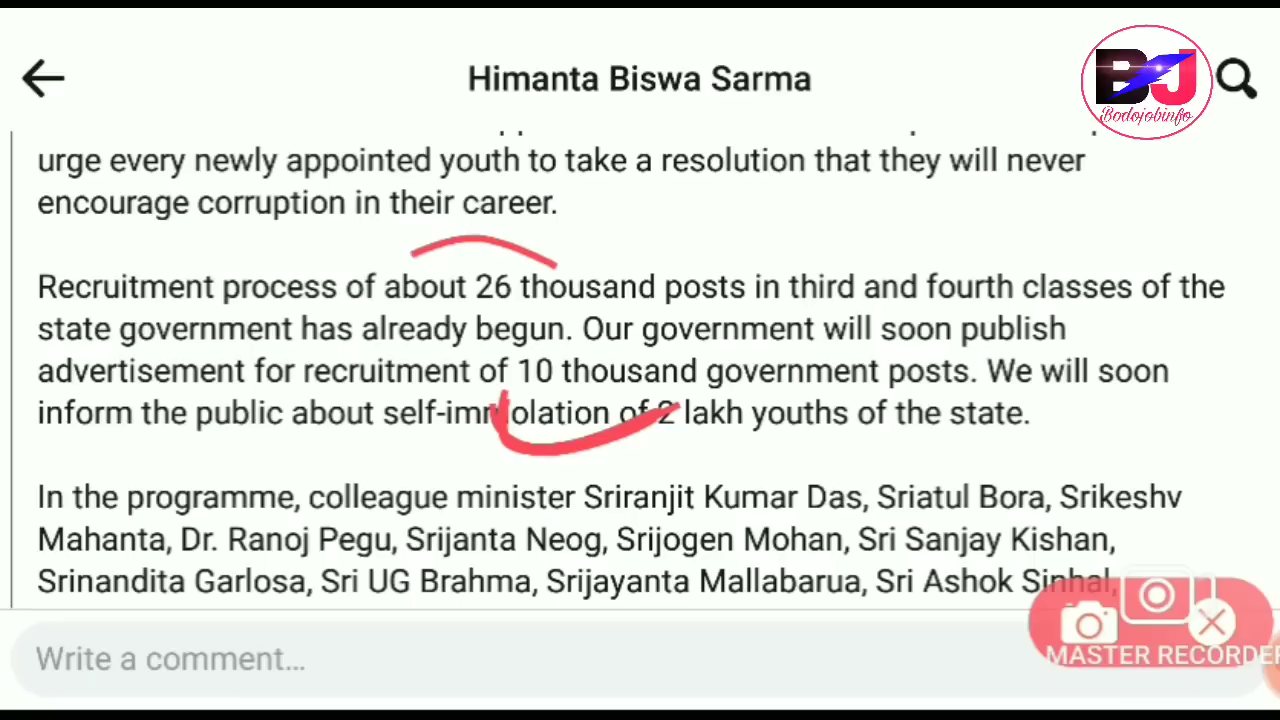 Himanta Biswa Sarma
BJ
Bodojobinfo
urge every newly appointed youth to take a resolution that they will never
encourage corruption in their career.
Recruitment process of about 26 thousand posts in third and fourth classes of the
state government has already begun. Our government will soon publish
advertisement for recruitment of 10 thousand government posts. We will soon
inform the public about self-immolation of 2 lakh youths of the state.
In the programme, colleague minister Sriranjit Kumar Das, Sriatul Bora, Srikeshv
Mahanta, Dr. Ranoj Pegu, Srijanta Neog, Srijogen Mohan, Sri Sanjay Kishan,
Srinandita Garlosa, Sri UG Brahma, Srijayanta Mallabarua, Sri Ashok Sinhal,
Write a comment...
MASTER RECORDER